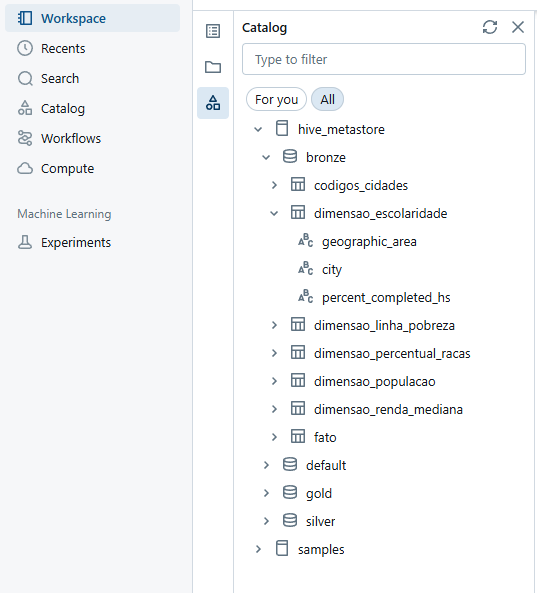 Workspace
Recents
Search
Catalog
Workflows
Compute
Machine Learning
Experiments
Catalog
Type to filter
For you
All
hive_metastore
bronze
codigos_cidades
dimensao_escolaridade
geographic_area
city
percent_completed_hs
dimensao_linha_pobreza
dimensao_percentual_racas
dimensao_populacao
dimensao_renda_mediana
fato
default
gold
silver
samples